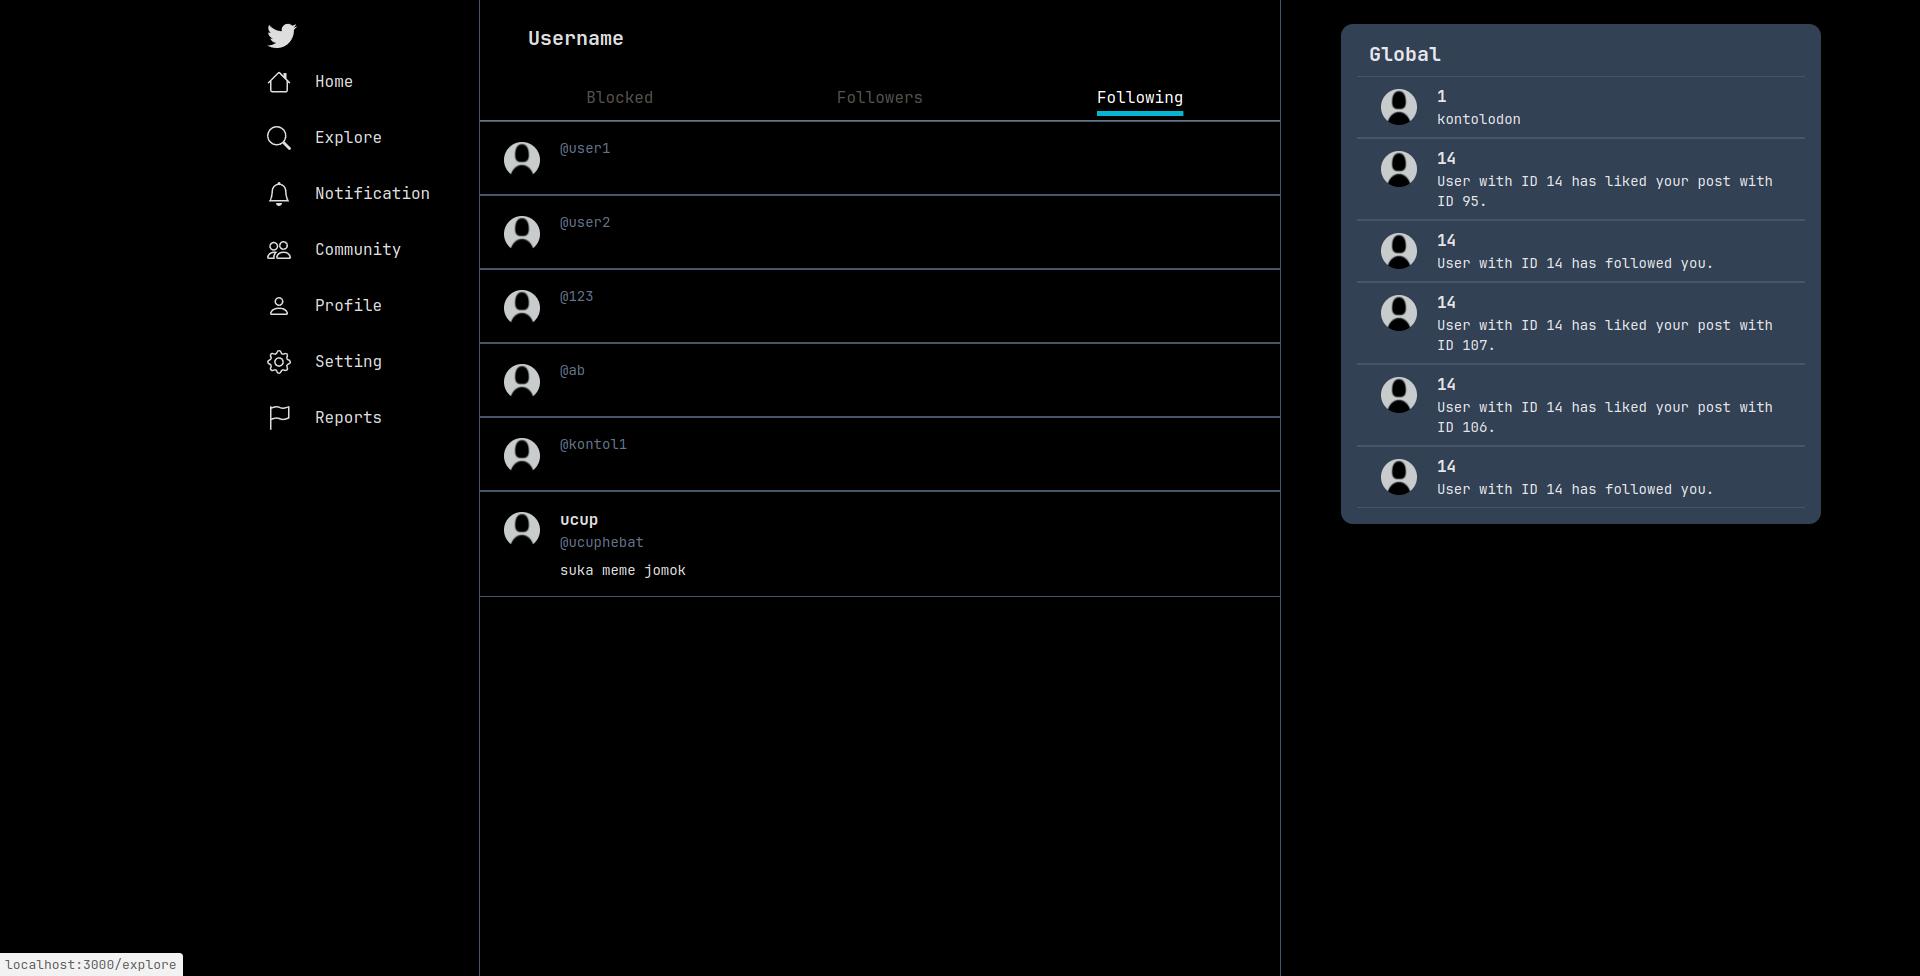 Home
Explore
Notification
Community
Profile
Setting
Reports
Username
Blocked Followers Following
@user1
@user2
@123
@ab
@kontol1
ucup
@ucuphebat
suka meme jomok
Global
1
kontolodon
14
User with ID 14 has liked your post with
ID 95.
14
User with ID 14 has followed you.
14
User with ID 14 has liked your post with
ID 107.
14
User with ID 14 has liked your post with
ID 106.
14
User with ID 14 has followed you.
localhost:3000/explore